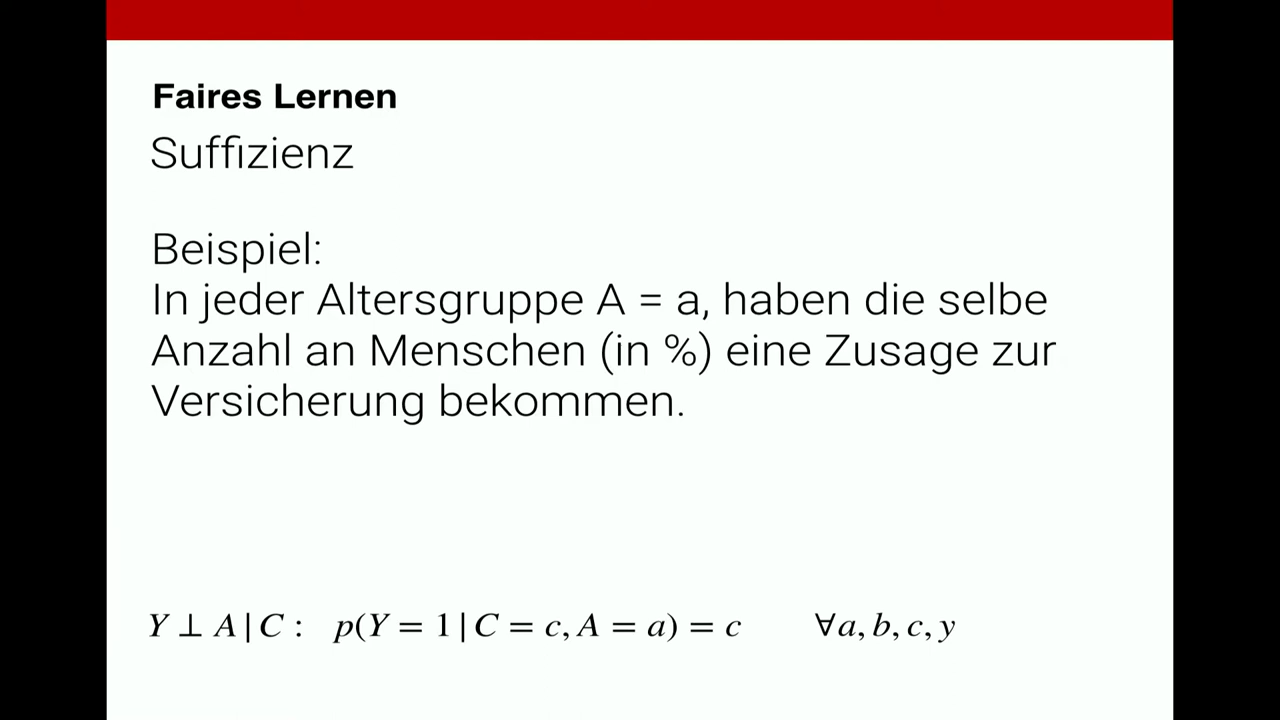 Faires Lernen
Suffizienz
Beispiel:
In jeder Altersgruppe A = a, haben die selbe
Anzahl an Menschen (in %) eine Zusage zur
Versicherung bekommen.
Y ⊥ A | C : p(Y = 1 | C = c, A = a) = c ∀a, b, c, y